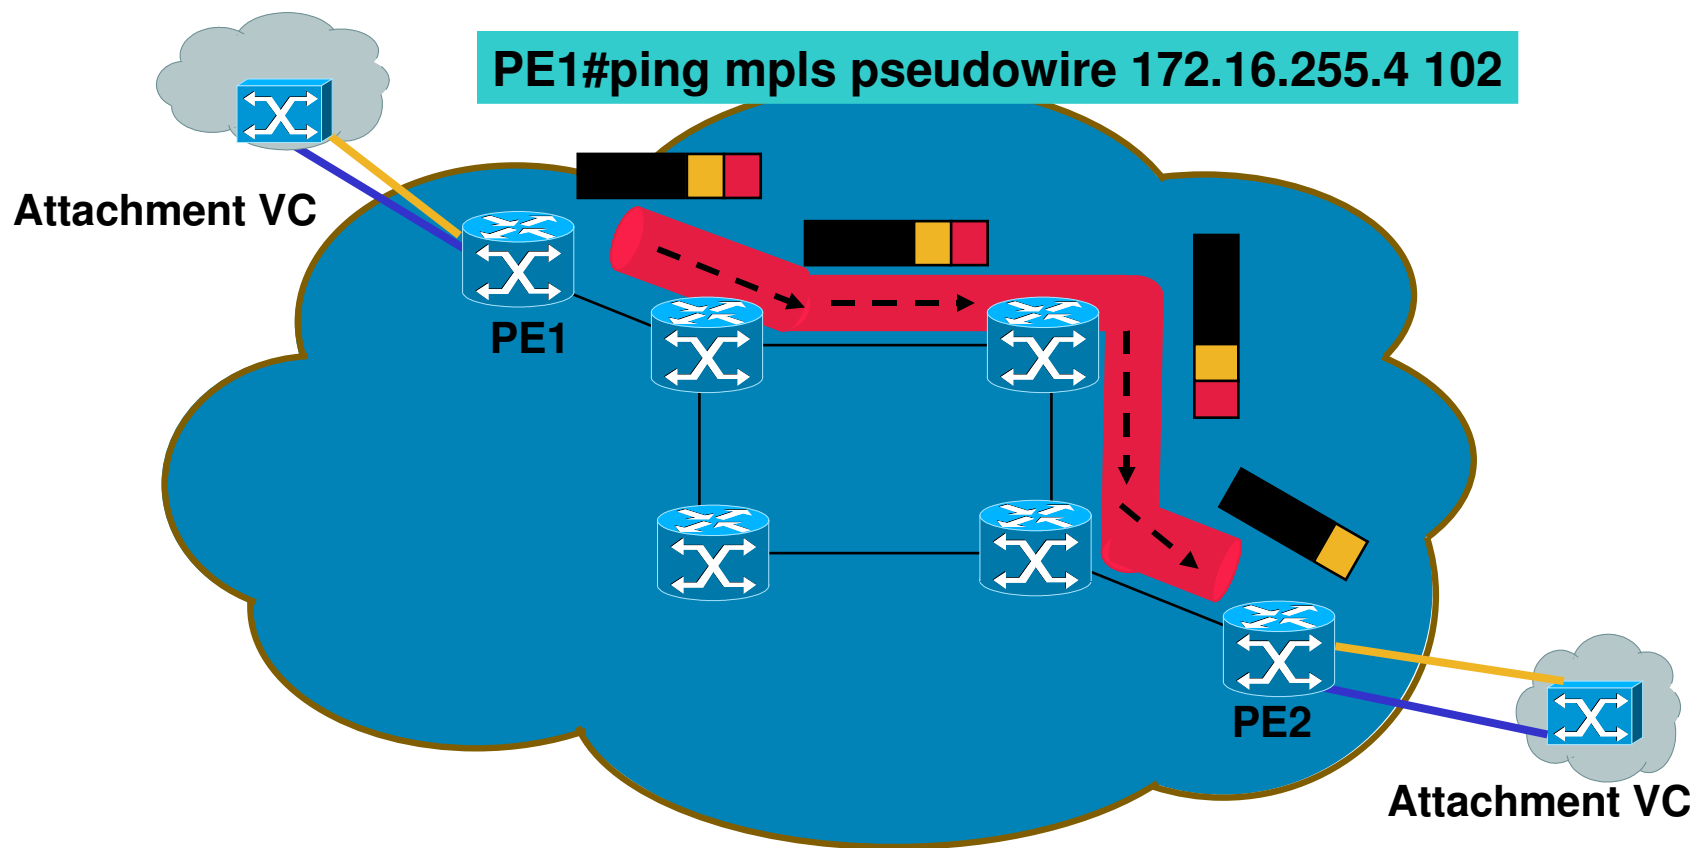 PE1#ping mpls pseudowire 172.16.255.4 102
Attachment VC
PE1
PE2
Attachment VC